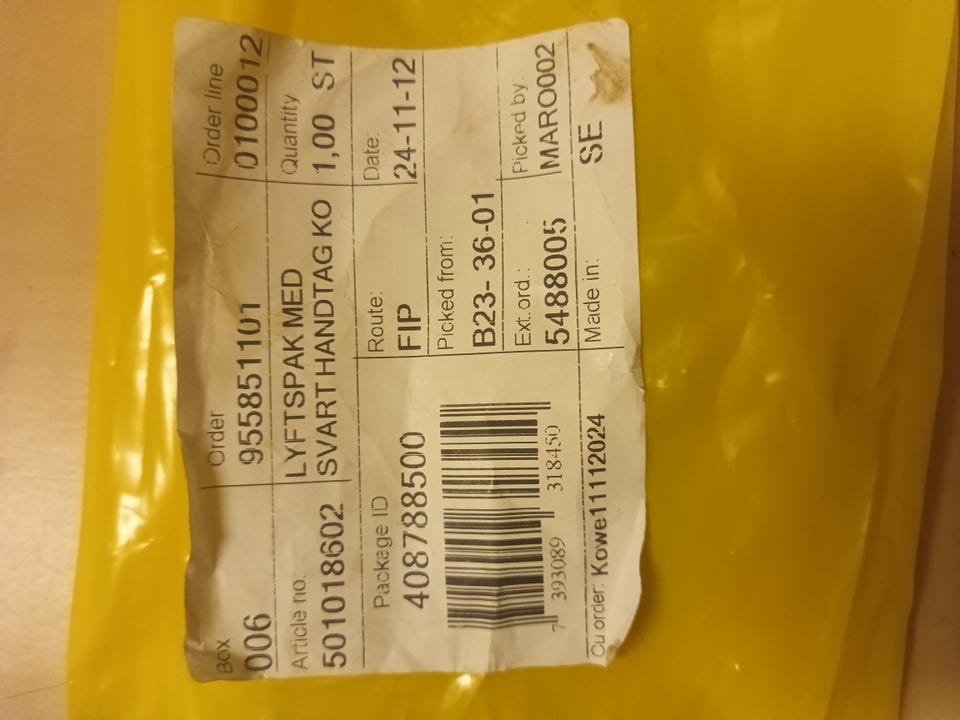 Box Order Order line
006 955851101 0100012
Article no. LYFTSPAK MED Quantity
501018602 SVART HANDTAG KO 1,00 ST
Package ID Route: Date:
408788500 FIP 24-11-12
Picked from:
B23- 36-01
Ext.ord.: Picked by:
5488005 MARO002
7 393089 318450
Cu order: Kowe11112024 Made in: SE